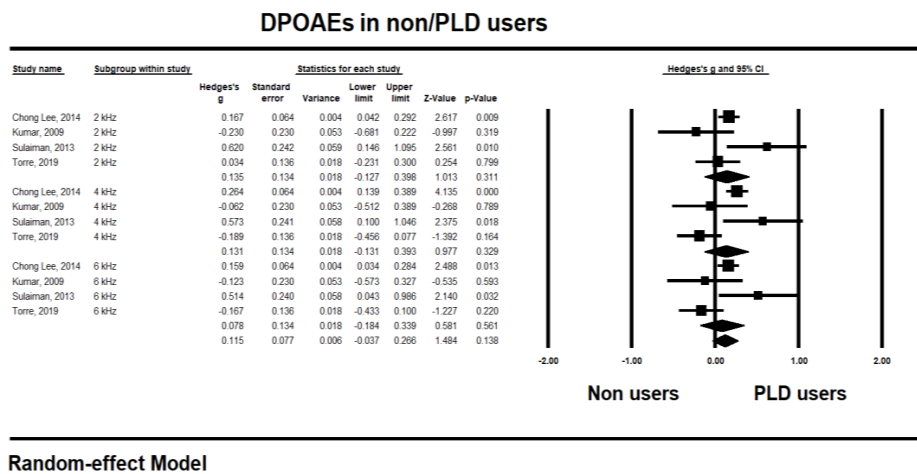 DPOAEs in non/PLD users
Study name Subgroup within study Statistics for each study Hedges's g and 95% CI
Hedges's Standard Lower Upper
g error Variance limit limit Z-Value p-Value
Chong Lee, 2014 2 kHz 0.167 0.064 0.004 0.042 0.292 2.617 0.009
Kumar, 2009 2 kHz -0.230 0.230 0.053 -0.681 0.222 -0.997 0.319
Sulaiman, 2013 2 kHz 0.620 0.242 0.059 0.146 1.095 2.561 0.010
Torre, 2019 2 kHz 0.034 0.136 0.018 -0.231 0.300 0.254 0.799
0.135 0.134 0.018 -0.127 0.398 1.013 0.311
Chong Lee, 2014 4 kHz 0.264 0.064 0.004 0.139 0.389 4.135 0.000
Kumar, 2009 4 kHz -0.062 0.230 0.053 -0.512 0.389 -0.268 0.789
Sulaiman, 2013 4 kHz 0.573 0.241 0.058 0.100 1.046 2.375 0.018
Torre, 2019 4 kHz -0.189 0.136 0.018 -0.456 0.077 -1.392 0.164
0.131 0.134 0.018 -0.131 0.393 0.977 0.329
Chong Lee, 2014 6 kHz 0.159 0.064 0.004 0.034 0.284 2.488 0.013
Kumar, 2009 6 kHz -0.123 0.230 0.053 -0.573 0.327 -0.535 0.593
Sulaiman, 2013 6 kHz 0.514 0.240 0.058 0.043 0.986 2.140 0.032
Torre, 2019 6 kHz -0.167 0.136 0.018 -0.433 0.100 -1.227 0.220
0.078 0.134 0.018 -0.184 0.339 0.581 0.561
0.115 0.077 0.006 -0.037 0.266 1.484 0.138
-2.00 -1.00 0.00 1.00 2.00
Non users PLD users
Random-effect Model